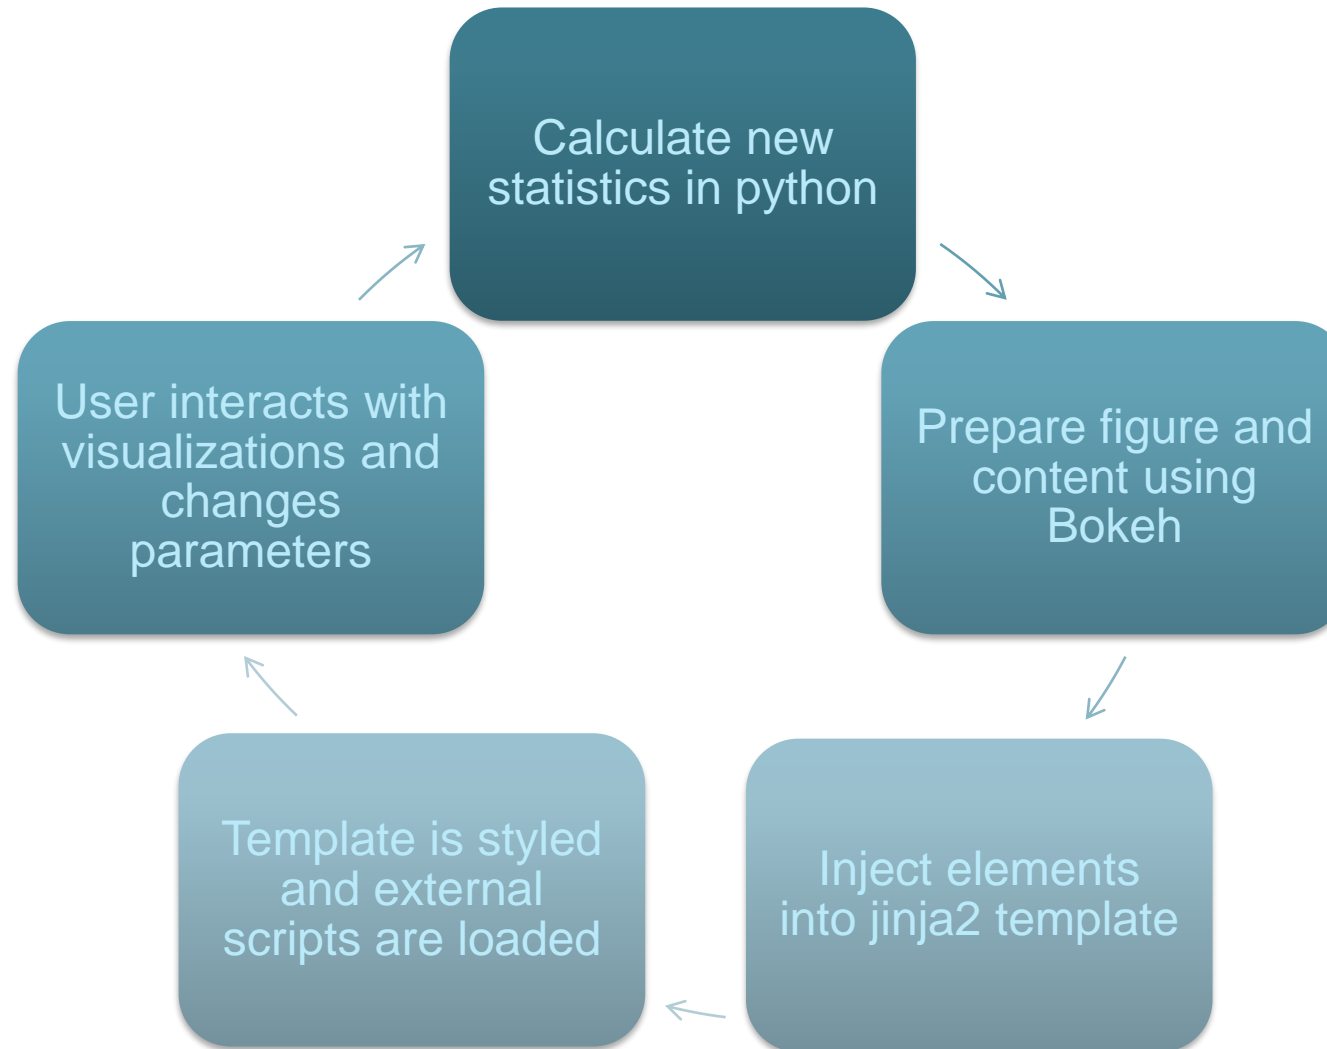 Calculate new
statistics in python
Prepare figure and
content using
Bokeh
Inject elements
into jinja2 template
Template is styled
and external
scripts are loaded
User interacts with
visualizations and
changes
parameters